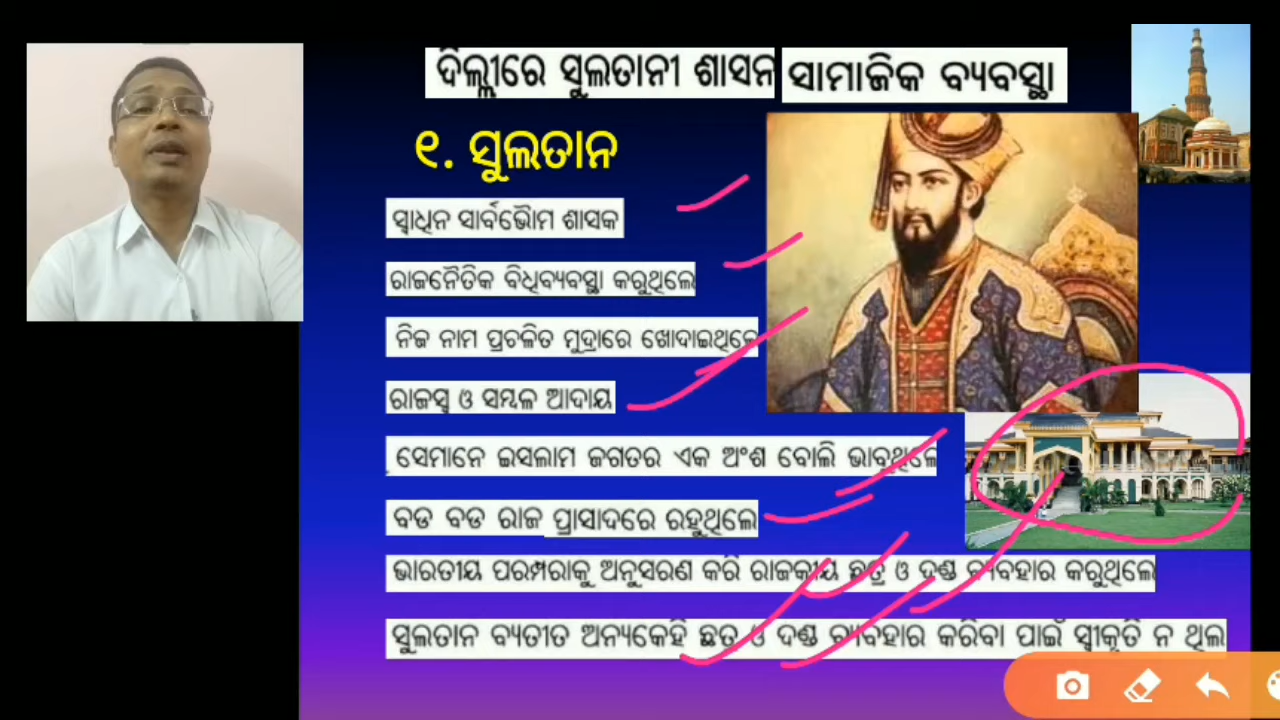 ଦିଲ୍ଲୀରେ ସୁଲତାନୀ ଶାସନ ସାମାଜିକ ବ୍ୟବସ୍ଥା
୧. ସୁଲତାନ
ସ୍ୱାଧିନ ସାର୍ବଭୌମ ଶାସକ
ରାଜନୈତିକ ବିଧିବ୍ୟବସ୍ଥା କରୁଥିଲେ
ନିଜ ନାମ ପ୍ରଚଳିତ ମୁଦ୍ରାରେ ଖୋଦାଇଥିଲେ
ରାଜସ୍ୱ ଓ ସମ୍ବଳ ଆଦାୟ
ସେମାନେ ଇସଲାମ ଜଗତର ଏକ ଅଂଶ ବୋଲି ଭାବୁଥିଲେ
ବଡ ବଡ ରାଜ ପ୍ରାସାଦରେ ରହୁଥିଲେ
ଭାରତୀୟ ପରମ୍ପରାକୁ ଅନୁସରଣ କରି ରାଜକୀୟ ଛତ୍ର ଓ ଦଣ୍ଡ ବ୍ୟବହାର କରୁଥିଲେ
ସୁଲତାନ ବ୍ୟତୀତ ଅନ୍ୟକେହି ଛତ୍ର ଓ ଦଣ୍ଡ ବ୍ୟବହାର କରିବା ପାଇଁ ସ୍ୱୀକୃତି ନ ଥିଲା